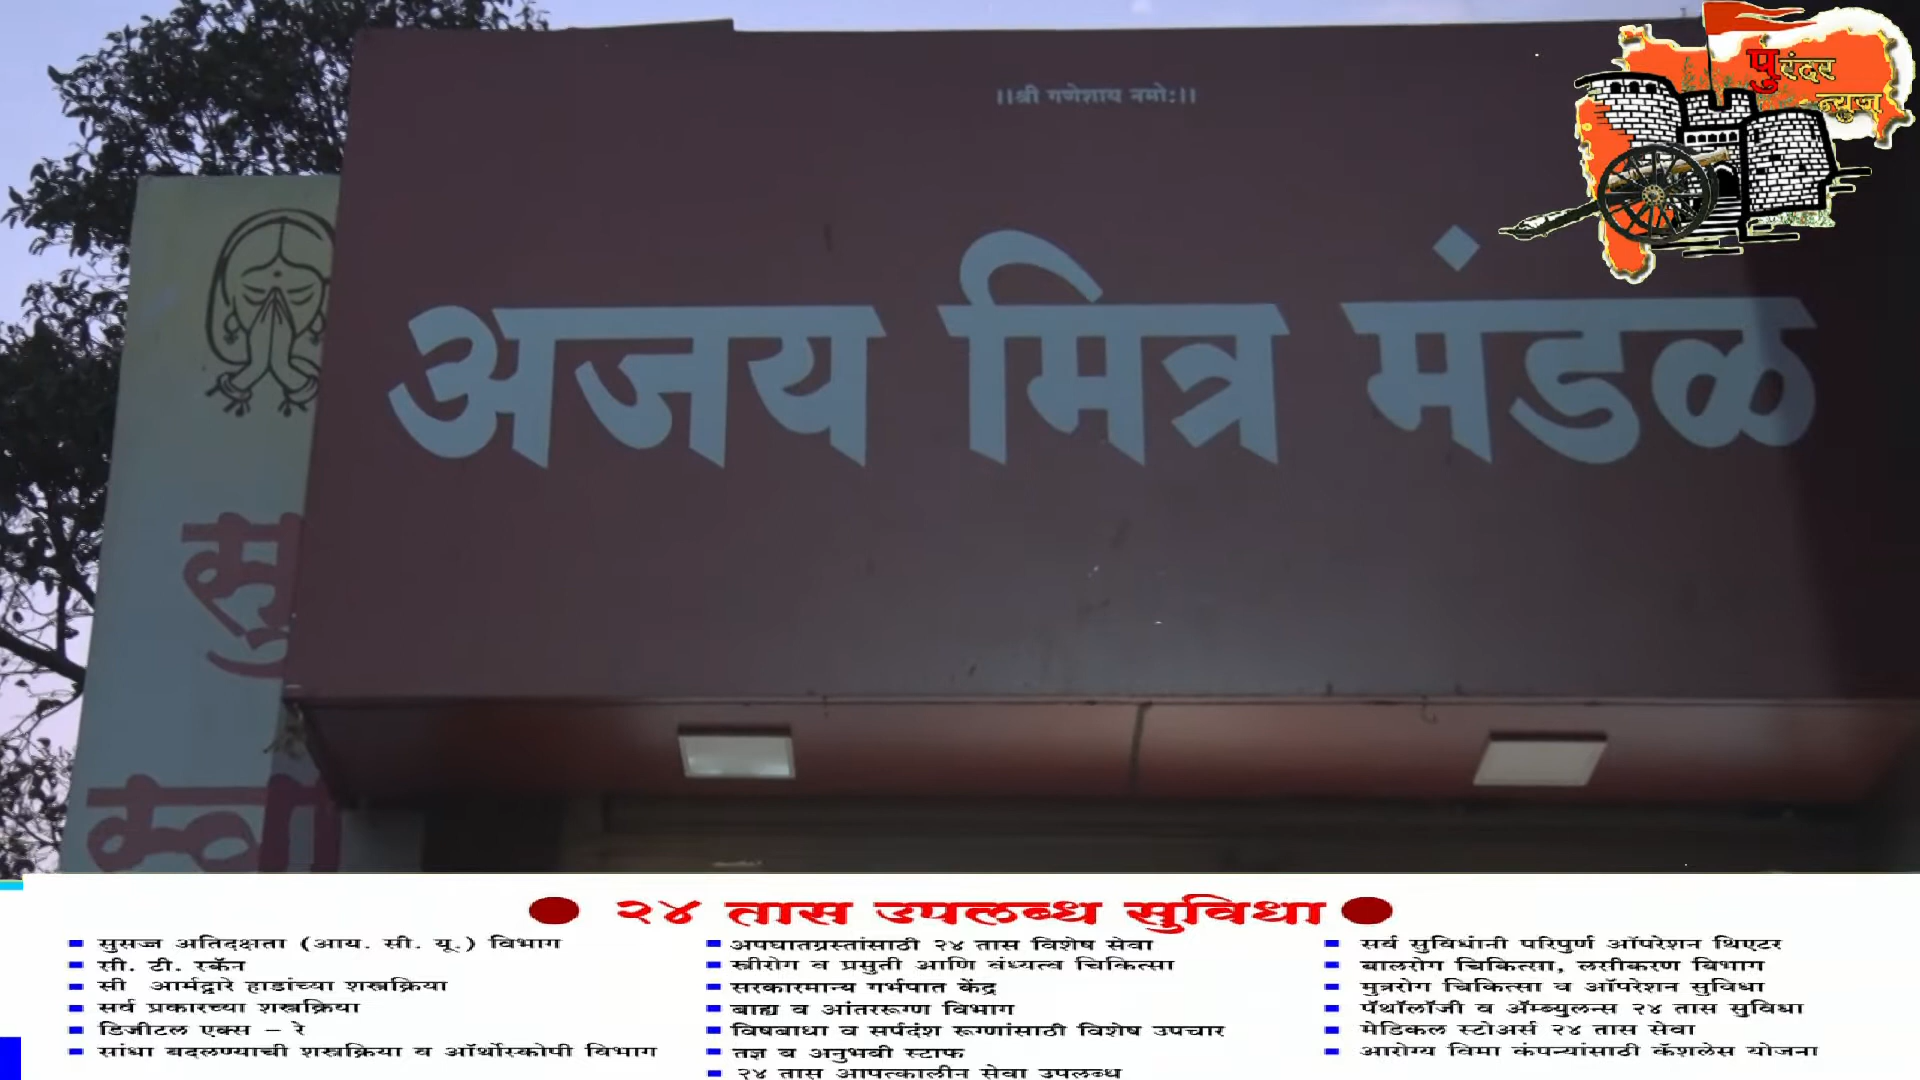 ।।श्री गणेशाय नमो:।।
पुरंदर
न्युज
अजय मित्र मंडळ
सु
स्वा
२४ तास उपलब्ध सुविधा
सुसज्ज अतिदक्षता (आय. सी. यू.) विभाग
सी. टी. स्कॅन
सी आर्मद्वारे हाडांच्या शस्त्रक्रिया
सर्व प्रकारच्या शस्त्रक्रिया
डिजीटल एक्स – रे
सांधा बदलण्याची शस्त्रक्रिया व ऑर्थोस्कोपी विभाग
अपघातग्रस्तांसाठी २४ तास विशेष सेवा
स्त्रीरोग व प्रसुती आणि वंध्यत्व चिकित्सा
सरकारमान्य गर्भपात केंद्र
बाह्य व आंतररूग्ण विभाग
विषबाधा व सर्पदंश रूग्णांसाठी विशेष उपचार
तज्ञ व अनुभवी स्टाफ
२४ तास आपत्कालीन सेवा उपलब्ध
सर्व सुविधांनी परिपुर्ण ऑपरेशन थिएटर
बालरोग चिकित्सा, लसीकरण विभाग
मुत्ररोग चिकित्सा व ऑपरेशन सुविधा
पॅथॉलॉजी व ॲम्ब्युलन्स २४ तास सुविधा
मेडिकल स्टोअर्स २४ तास सेवा
आरोग्य विमा कंपन्यांसाठी कॅशलेस योजना